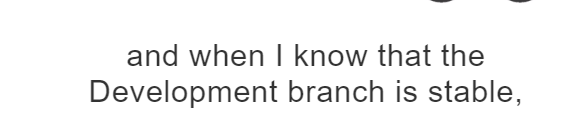 and when I know that the
Development branch is stable,